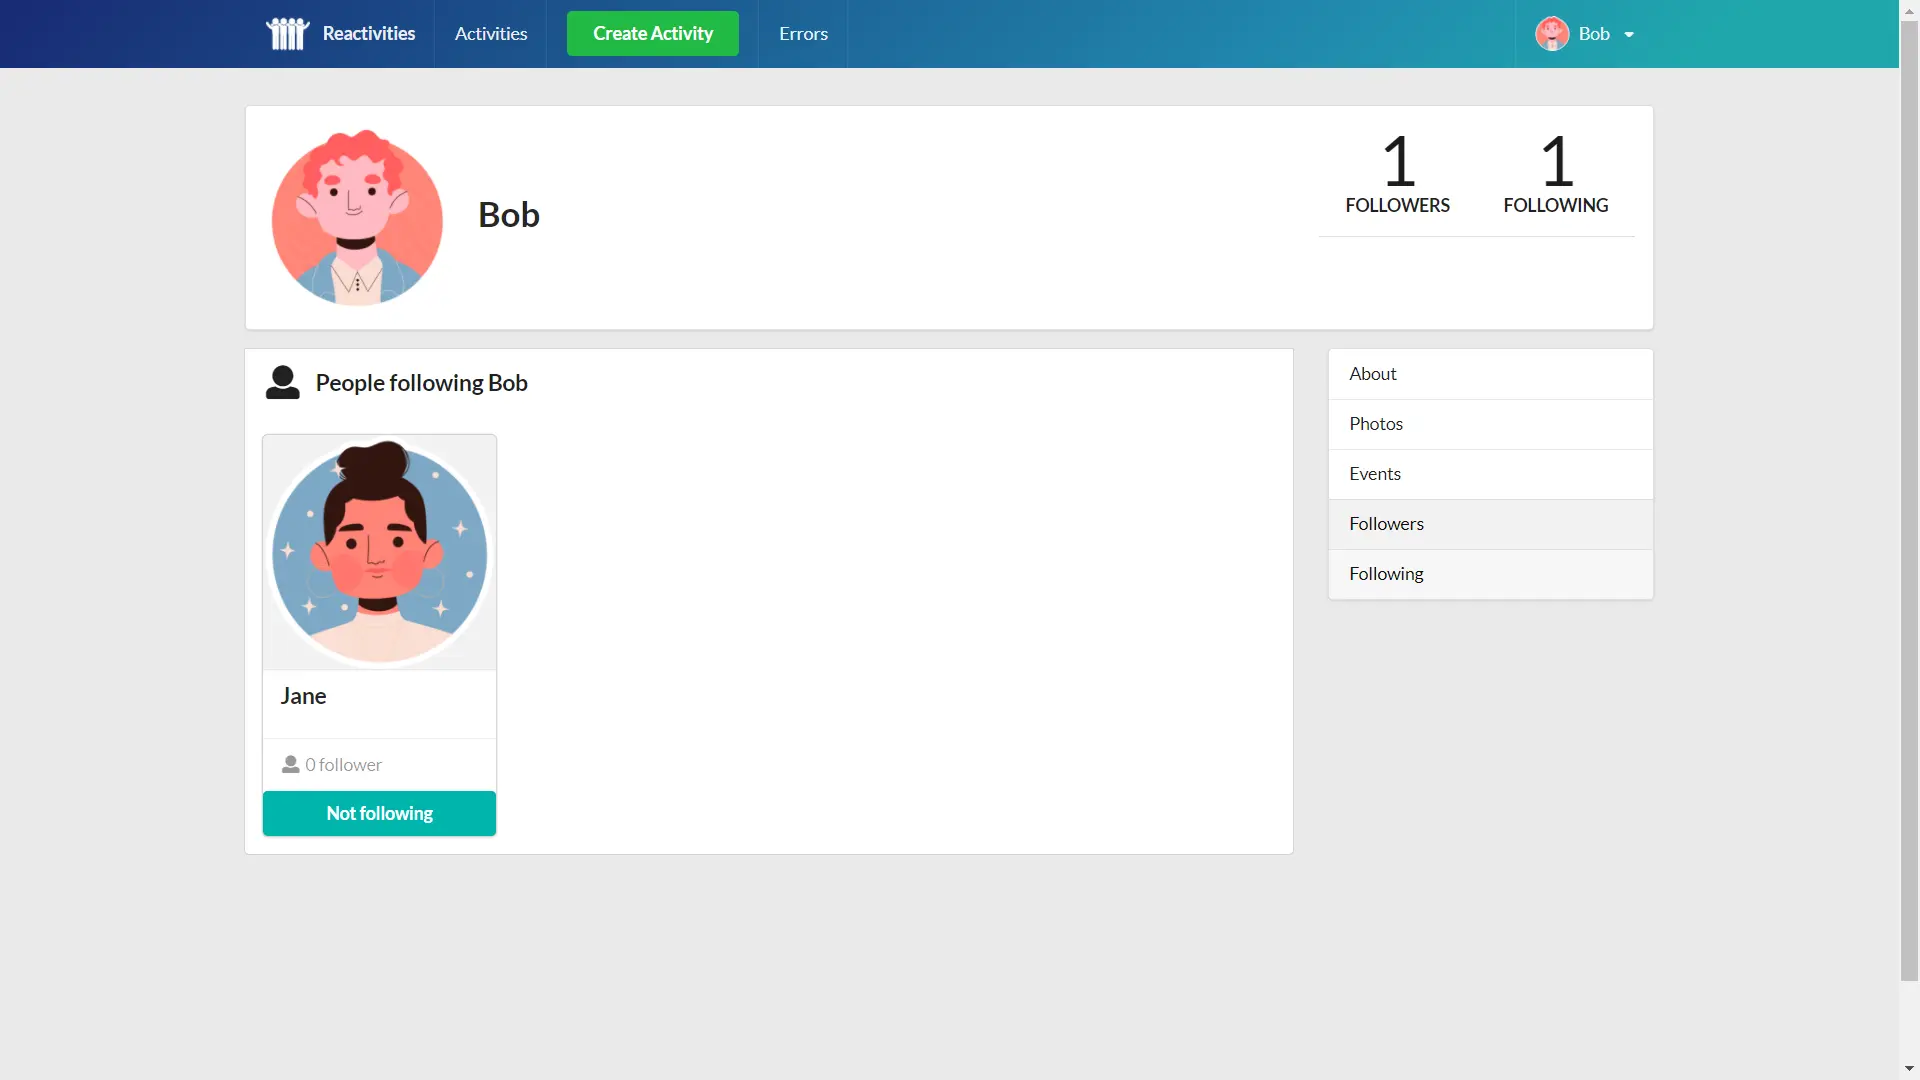 Reactivities
Activities
Create Activity
Errors
Bob
Bob
1
FOLLOWERS
1
FOLLOWING
People following Bob
Jane
0 follower
Not following
About
Photos
Events
Followers
Following